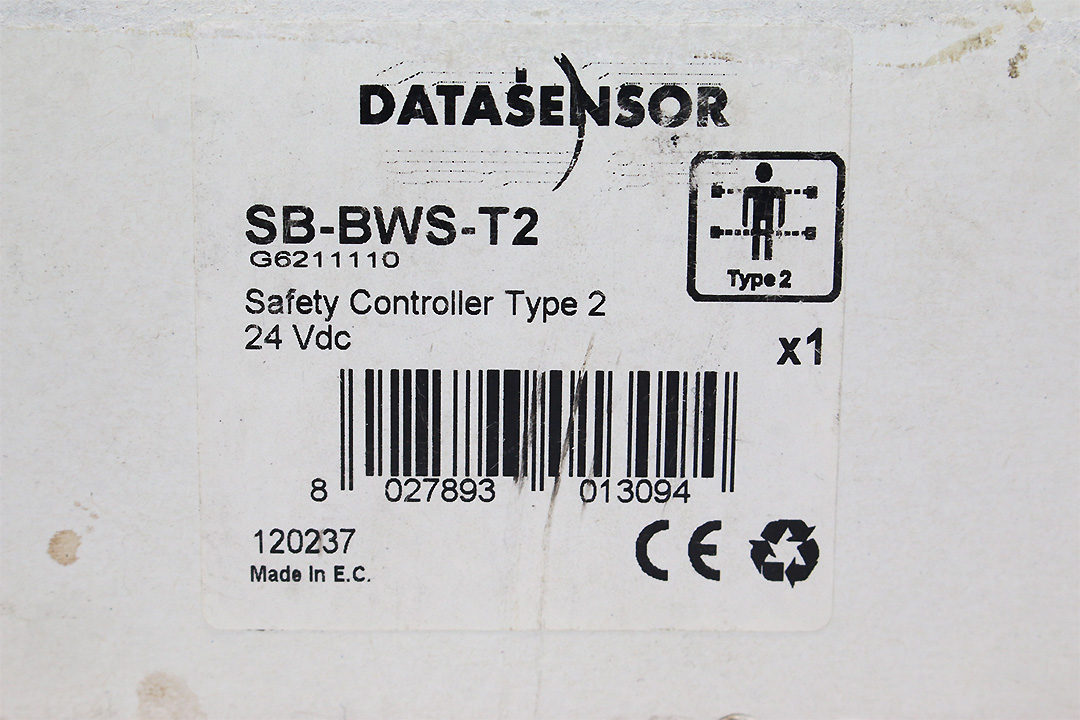 DATASENSOR
SB-BWS-T2
G6211110
Type 2
Safety Controller Type 2
24 Vdc
x1
8 027893 013094
120237
Made In E.C.
CE